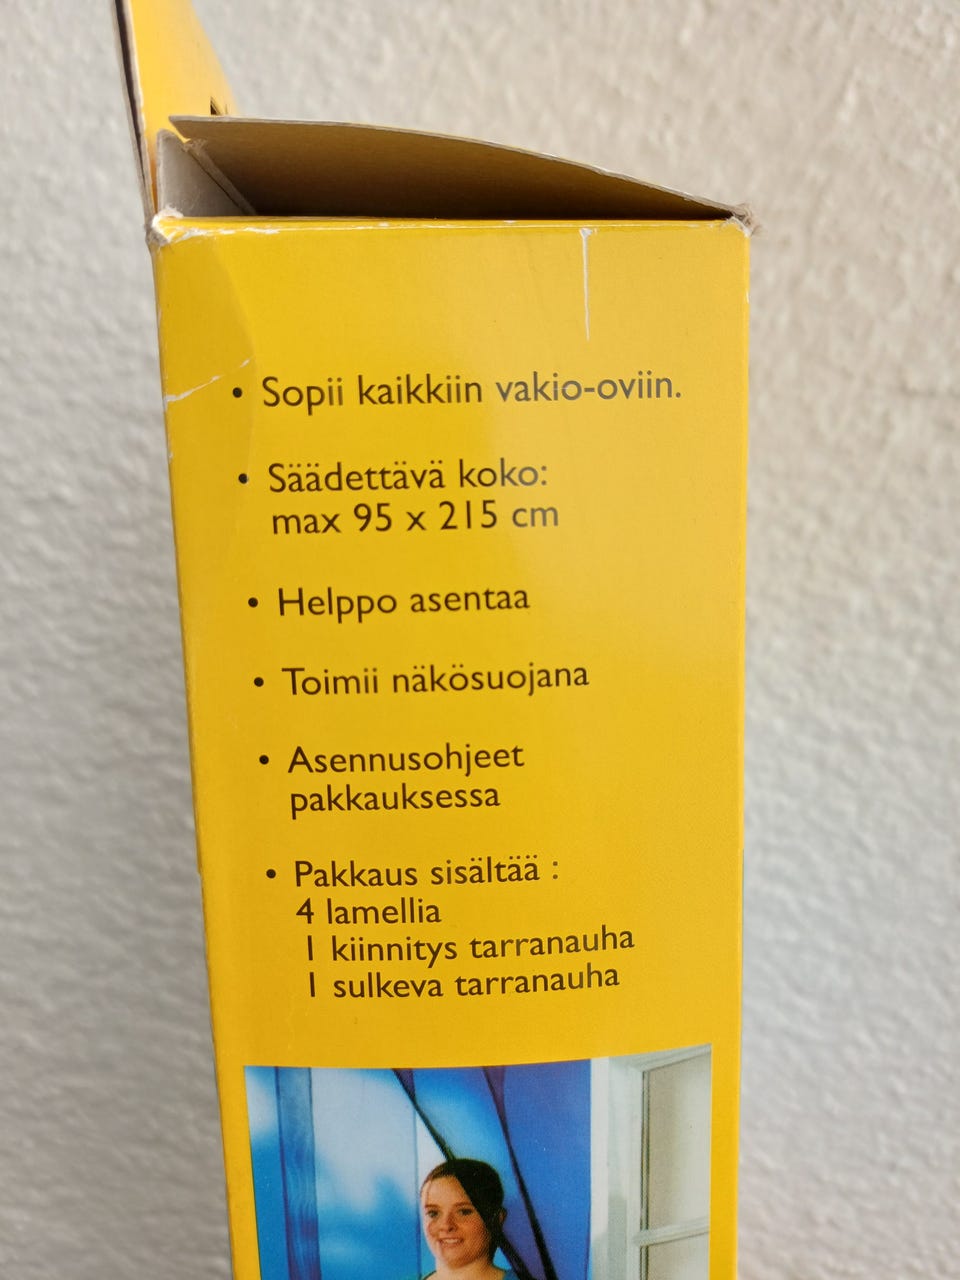 • Sopii kaikkiin vakio-oviin.
• Säädettävä koko:
max 95 x 215 cm
• Helppo asentaa
• Toimii näkösuojana
• Asennusohjeet
pakkauksessa
• Pakkaus sisältää :
4 lamellia
1 kiinnitys tarranauha
1 sulkeva tarranauha